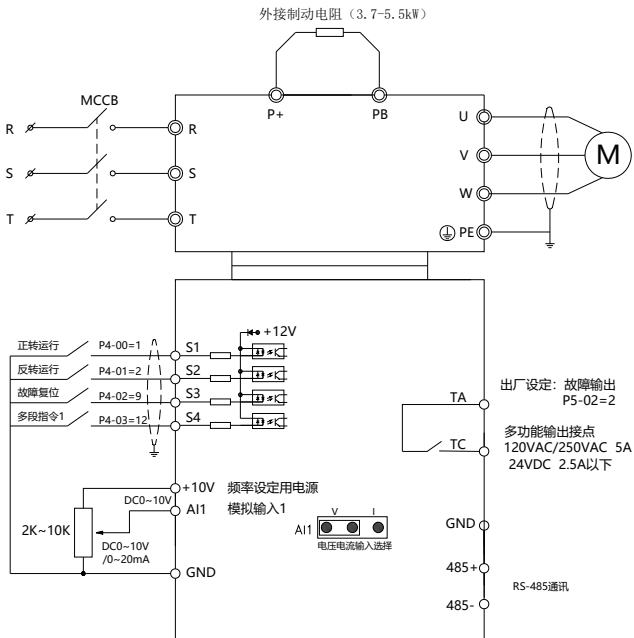 外接制动电阻（3.7-5.5kW）
MCCB
P+
PB
R
R
U
S
S
V
M
T
T
W
PE
+12V
正转运行
P4-00=1
S1
反转运行
P4-01=2
S2
故障复位
P4-02=9
S3
多段指令1
P4-03=12
S4
出厂设定：故障输出
P5-02=2
TA
多功能输出接点
120VAC/250VAC 5A
24VDC 2.5A以下
TC
+10V 频率设定用电源
DC0~10V
AI1 模拟输入1
2K~10K
DC0~10V
/0~20mA
V
I
AI1
电压电流输入选择
GND
GND
485+
RS-485通讯
485-